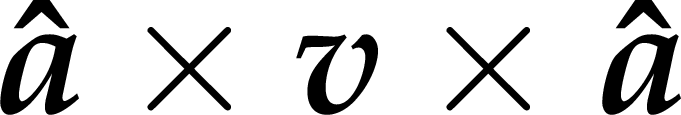 â × v × â